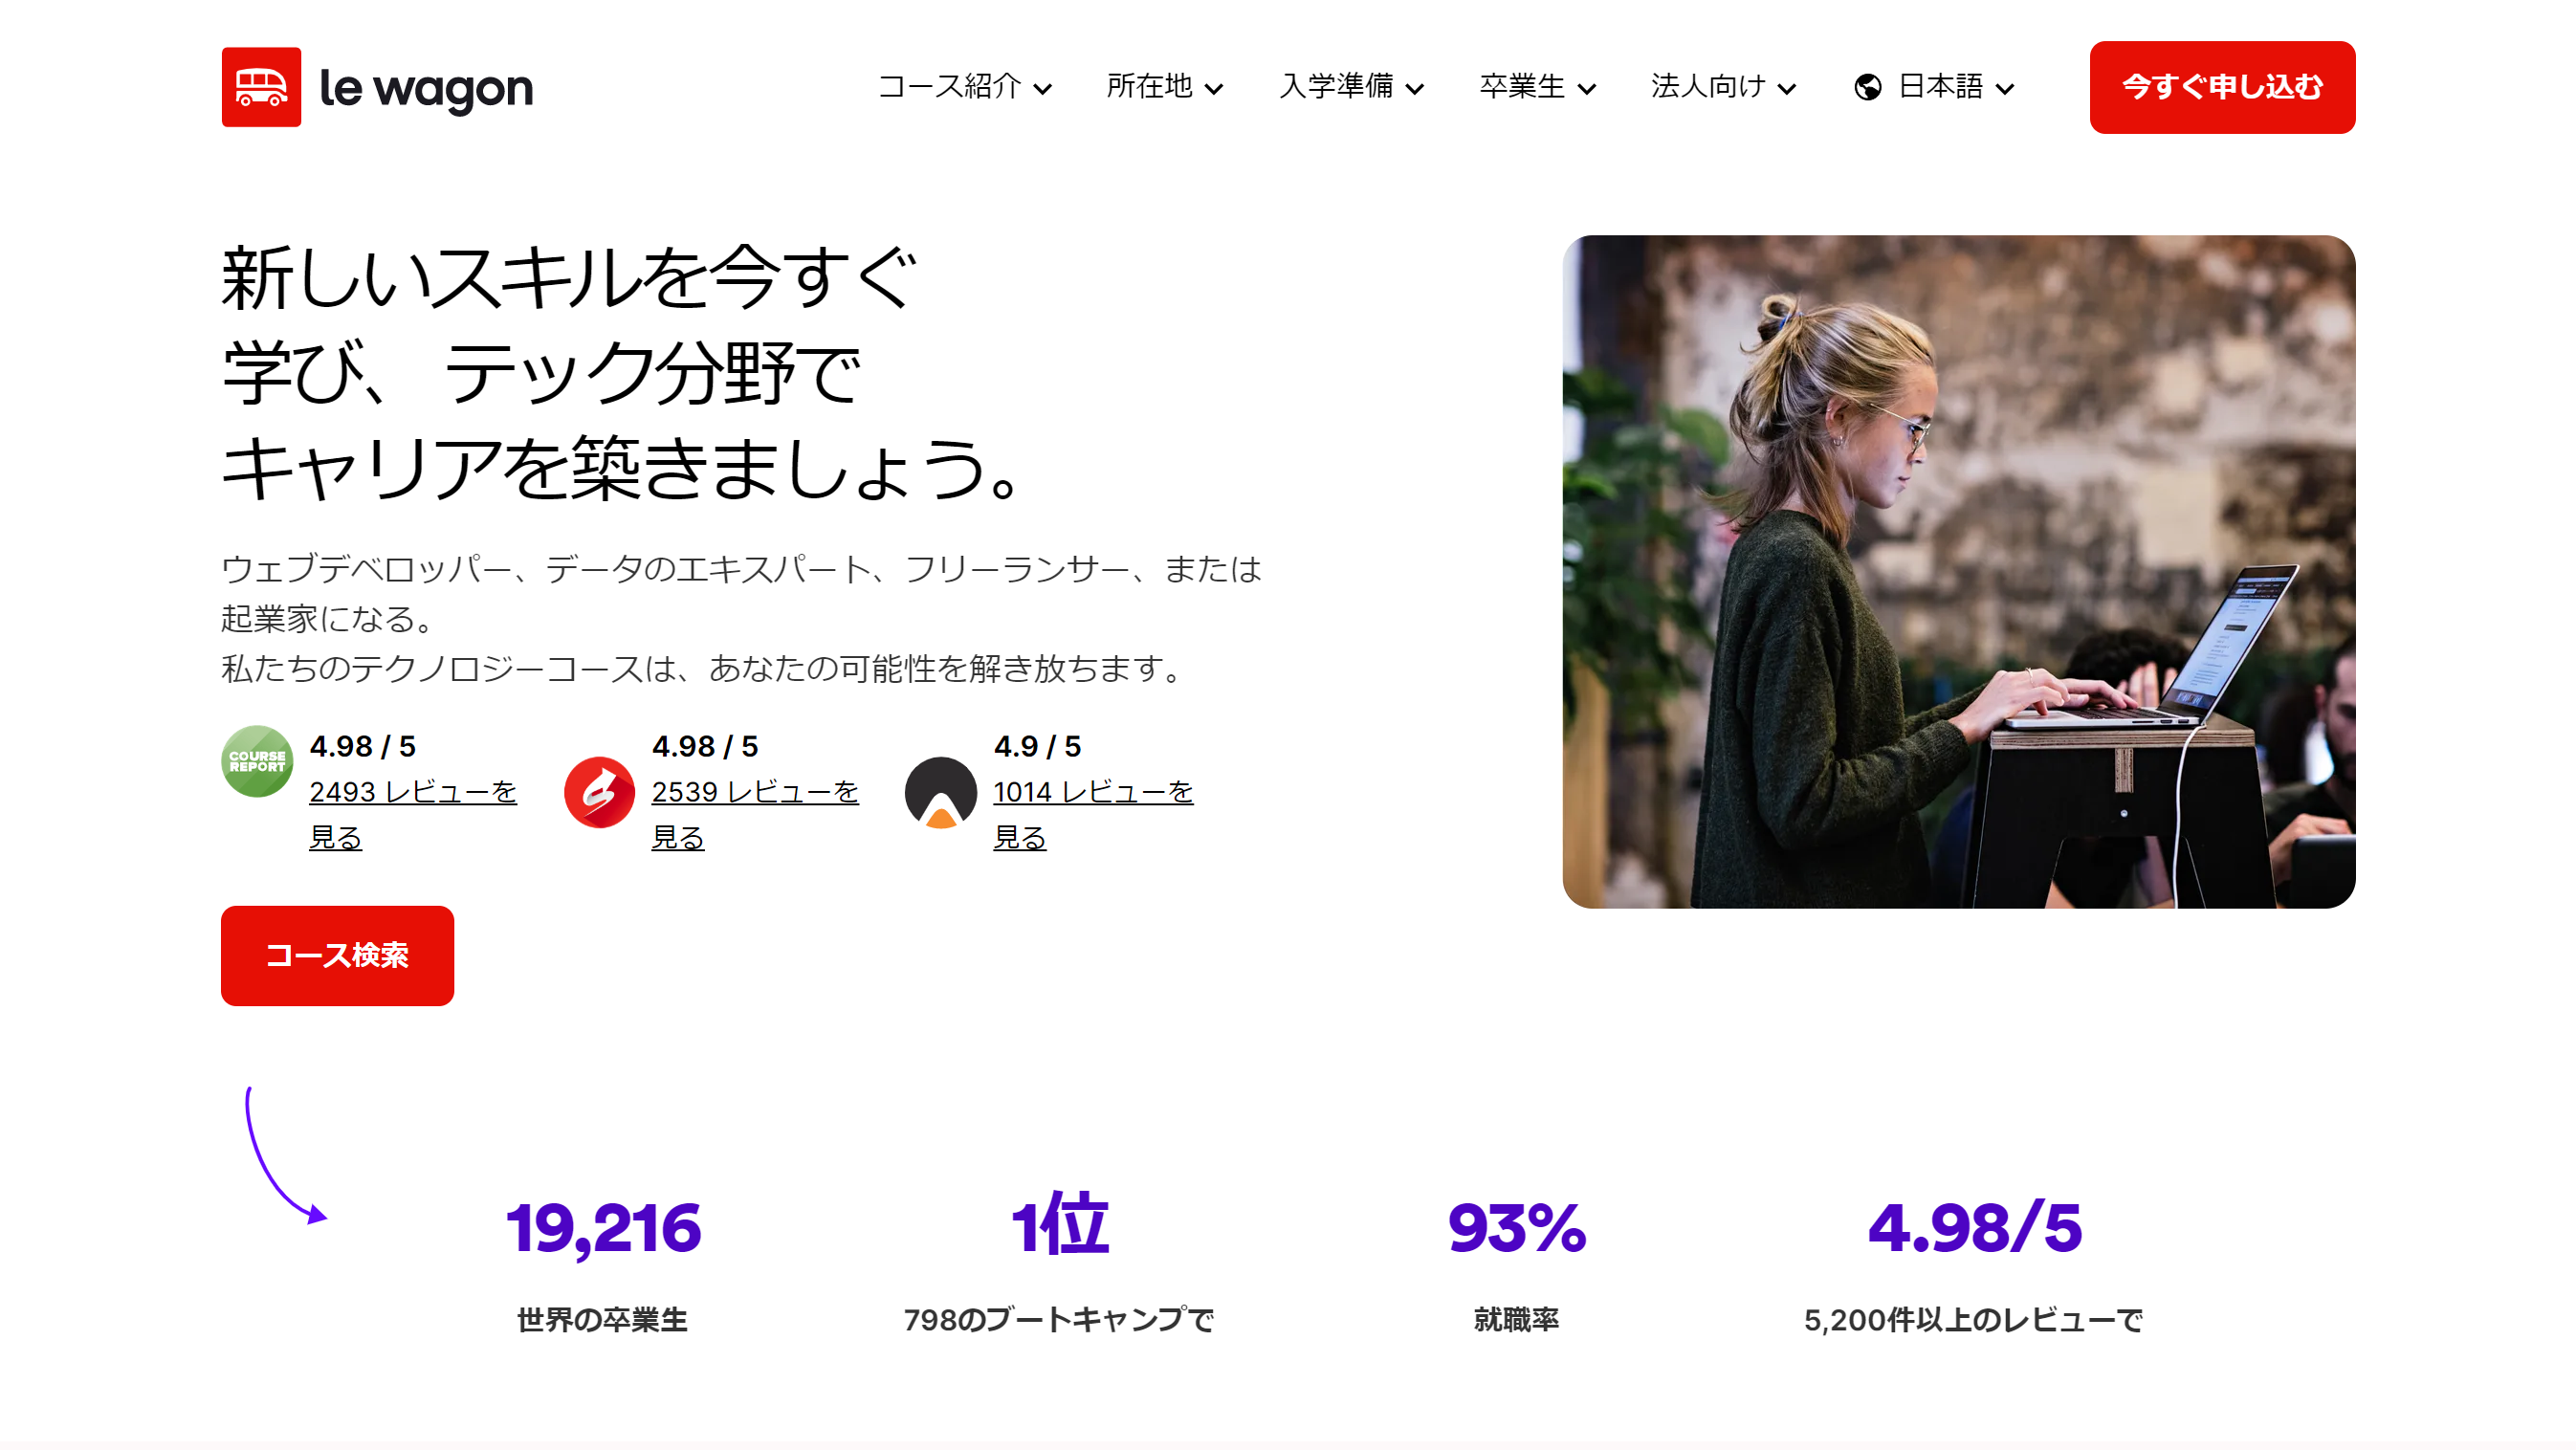 le wagon
コース紹介
所在地
入学準備
卒業生
法人向け
日本語
今すぐ申し込む
新しいスキルを今すぐ
学び、 テック分野で
キャリアを築きましょう。
ウェブデベロッパー、データのエキスパート、フリーランサー、または
起業家になる。
私たちのテクノロジーコースは、あなたの可能性を解き放ちます。
COURSE
REPORT
4.98 / 5
2493 レビューを
見る
4.98 / 5
2539 レビューを
見る
4.9 / 5
1014 レビューを
見る
コース検索
19,216
世界の卒業生
1位
798のブートキャンプで
93%
就職率
4.98/5
5,200件以上のレビューで